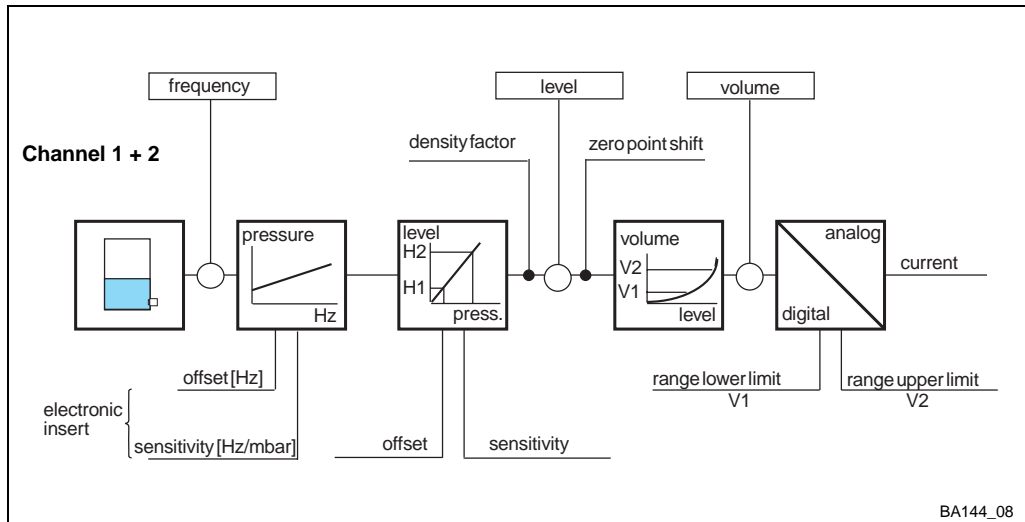 frequency
level
volume
Channel 1 + 2
density factor
zero point shift
pressure
Hz
level
H2
H1
press.
volume
V2
V1
level
analog
digital
current
offset [Hz]
electronic
insert
sensitivity [Hz/mbar]
offset
sensitivity
range lower limit
V1
range upper limit
V2
BA144_08